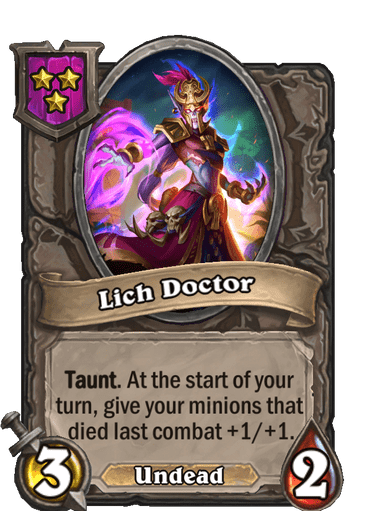 Lich Doctor
Taunt. At the start of your
turn, give your minions that
died last combat +1/+1.
3
Undead
2